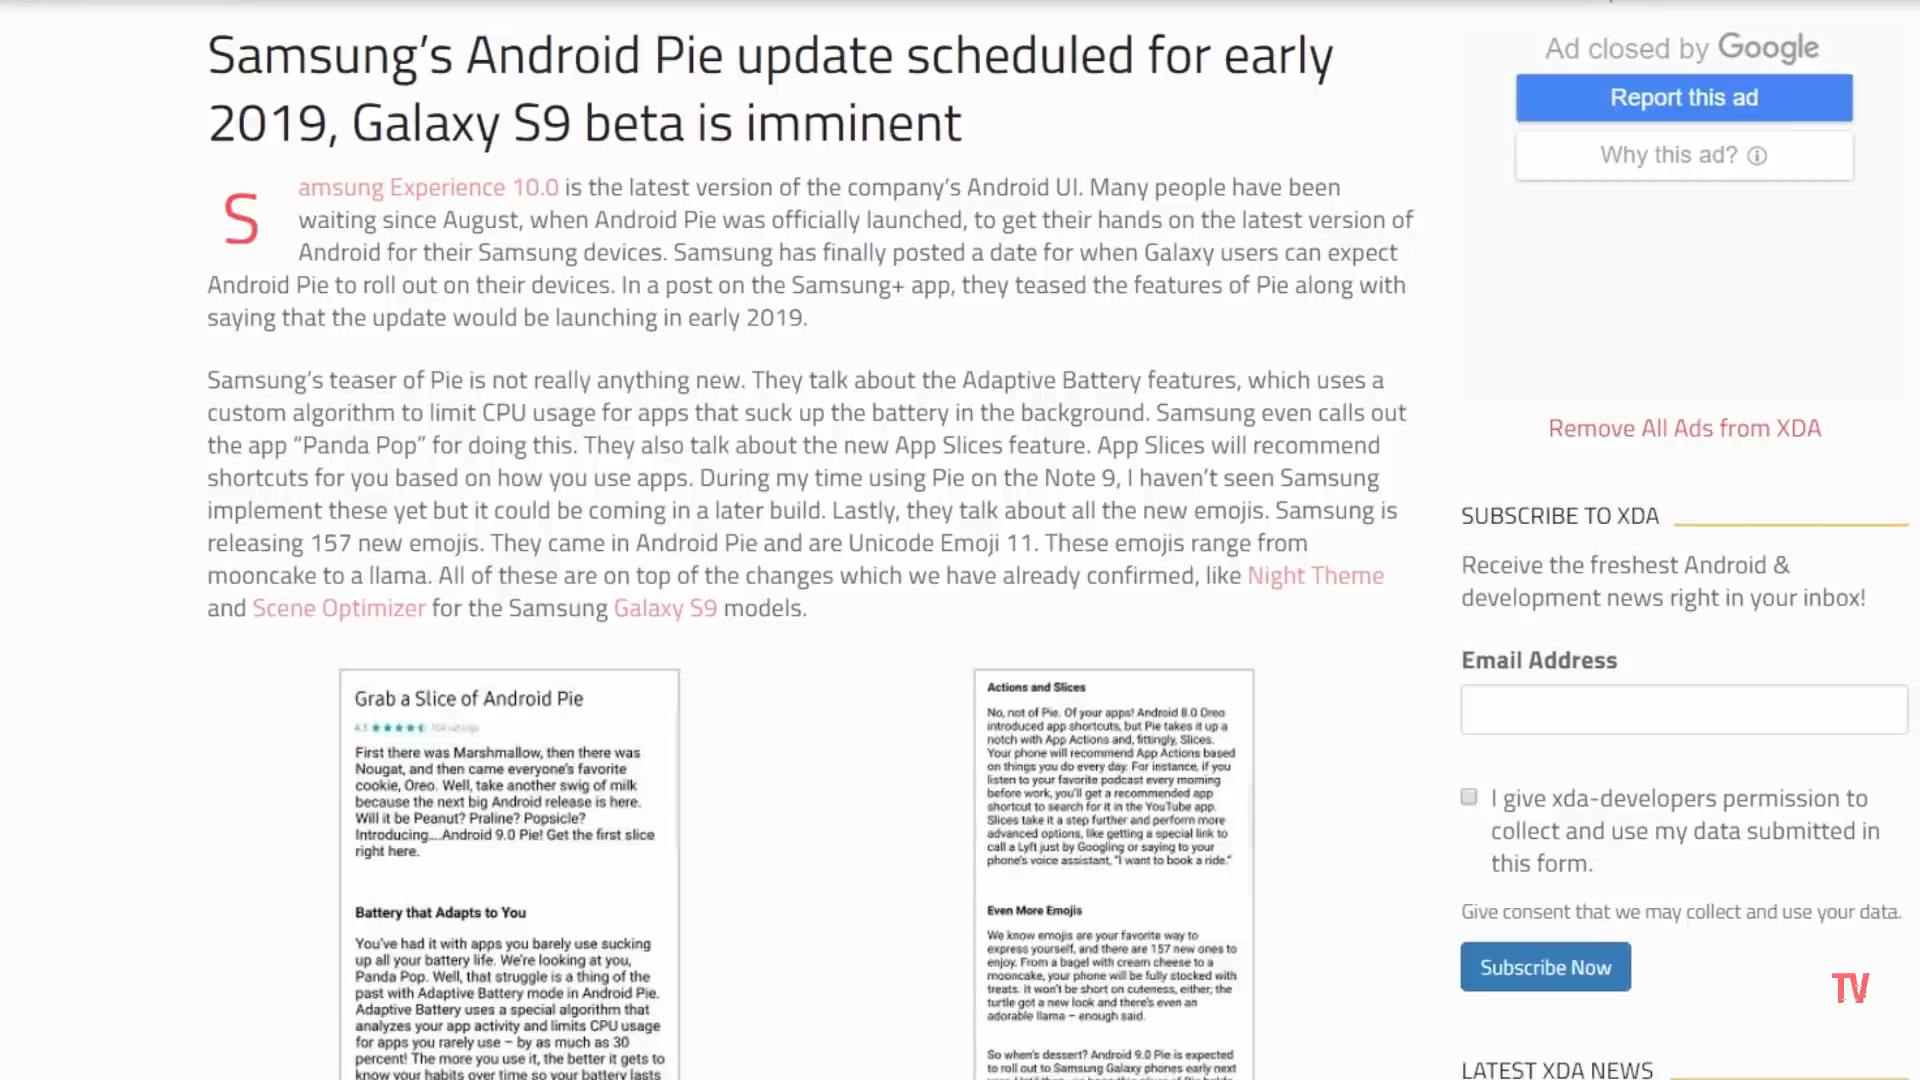 Samsung’s Android Pie update scheduled for early
2019, Galaxy S9 beta is imminent
Samsung Experience 10.0 is the latest version of the company’s Android UI. Many people have been
waiting since August, when Android Pie was officially launched, to get their hands on the latest version of
Android for their Samsung devices. Samsung has finally posted a date for when Galaxy users can expect
Android Pie to roll out on their devices. In a post on the Samsung+ app, they teased the features of Pie along with
saying that the update would be launching in early 2019.
Samsung’s teaser of Pie is not really anything new. They talk about the Adaptive Battery features, which uses a
custom algorithm to limit CPU usage for apps that suck up the battery in the background. Samsung even calls out
the app “Panda Pop” for doing this. They also talk about the new App Slices feature. App Slices will recommend
shortcuts for you based on how you use apps. During my time using Pie on the Note 9, I haven’t seen Samsung
implement these yet but it could be coming in a later build. Lastly, they talk about all the new emojis. Samsung is
releasing 157 new emojis. They came in Android Pie and are Unicode Emoji 11. These emojis range from
mooncake to a llama. All of these are on top of the changes which we have already confirmed, like Night Theme
and Scene Optimizer for the Samsung Galaxy S9 models.
Grab a Slice of Android Pie
4.5
First there was Marshmallow, then there was
Nougat, and then came everyone's favorite
cookie, Oreo. Well, take another swig of milk
because the next big Android release is here.
Will it be Peanut? Praline? Popsicle?
Introducing....Android 9.0 Pie! Get the first slice
right here.
Battery that Adapts to You
You've had it with apps you barely use sucking
up all your battery life. We're looking at you,
Panda Pop. Well, that struggle is a thing of the
past with Adaptive Battery mode in Android Pie.
Adaptive Battery uses a special algorithm that
analyzes your app activity and limits CPU usage
for apps you rarely use – by as much as 30
percent! The more you use it, the better it gets to
know your habits over time so your battery lasts
Actions and Slices
No, not of Pie. Of your apps! Android 8.0 Oreo
introduced app shortcuts, but Pie takes it up a
notch with App Actions and, fittingly, Slices.
Your phone will recommend App Actions based
on things you do every day. For instance, if you
listen to your favorite podcast every morning
before work, you'll get a recommended app
shortcut to search for it in the YouTube app.
Slices take it a step further and perform more
advanced options, like getting a special link to
call a Lyft just by Googling or saying to your
phone's voice assistant, "I want to book a ride."
Even More Emojis
We know emojis are your favorite way to
express yourself, and there are 157 new ones to
enjoy. From a bagel with cream cheese to a
mooncake, your phone will be fully stocked with
treats. It won't be short on cuteness, either; the
turtle got a new look and there's even an
adorable llama – enough said.
So when's dessert? Android 9.0 Pie is expected
to roll out to Samsung Galaxy phones early next
Ad closed by Google
Report this ad
Why this ad?
Remove All Ads from XDA
SUBSCRIBE TO XDA
Receive the freshest Android &
development news right in your inbox!
Email Address
I give xda-developers permission to
collect and use my data submitted in
this form.
Give consent that we may collect and use your data.
Subscribe Now
TV
LATEST XDA NEWS